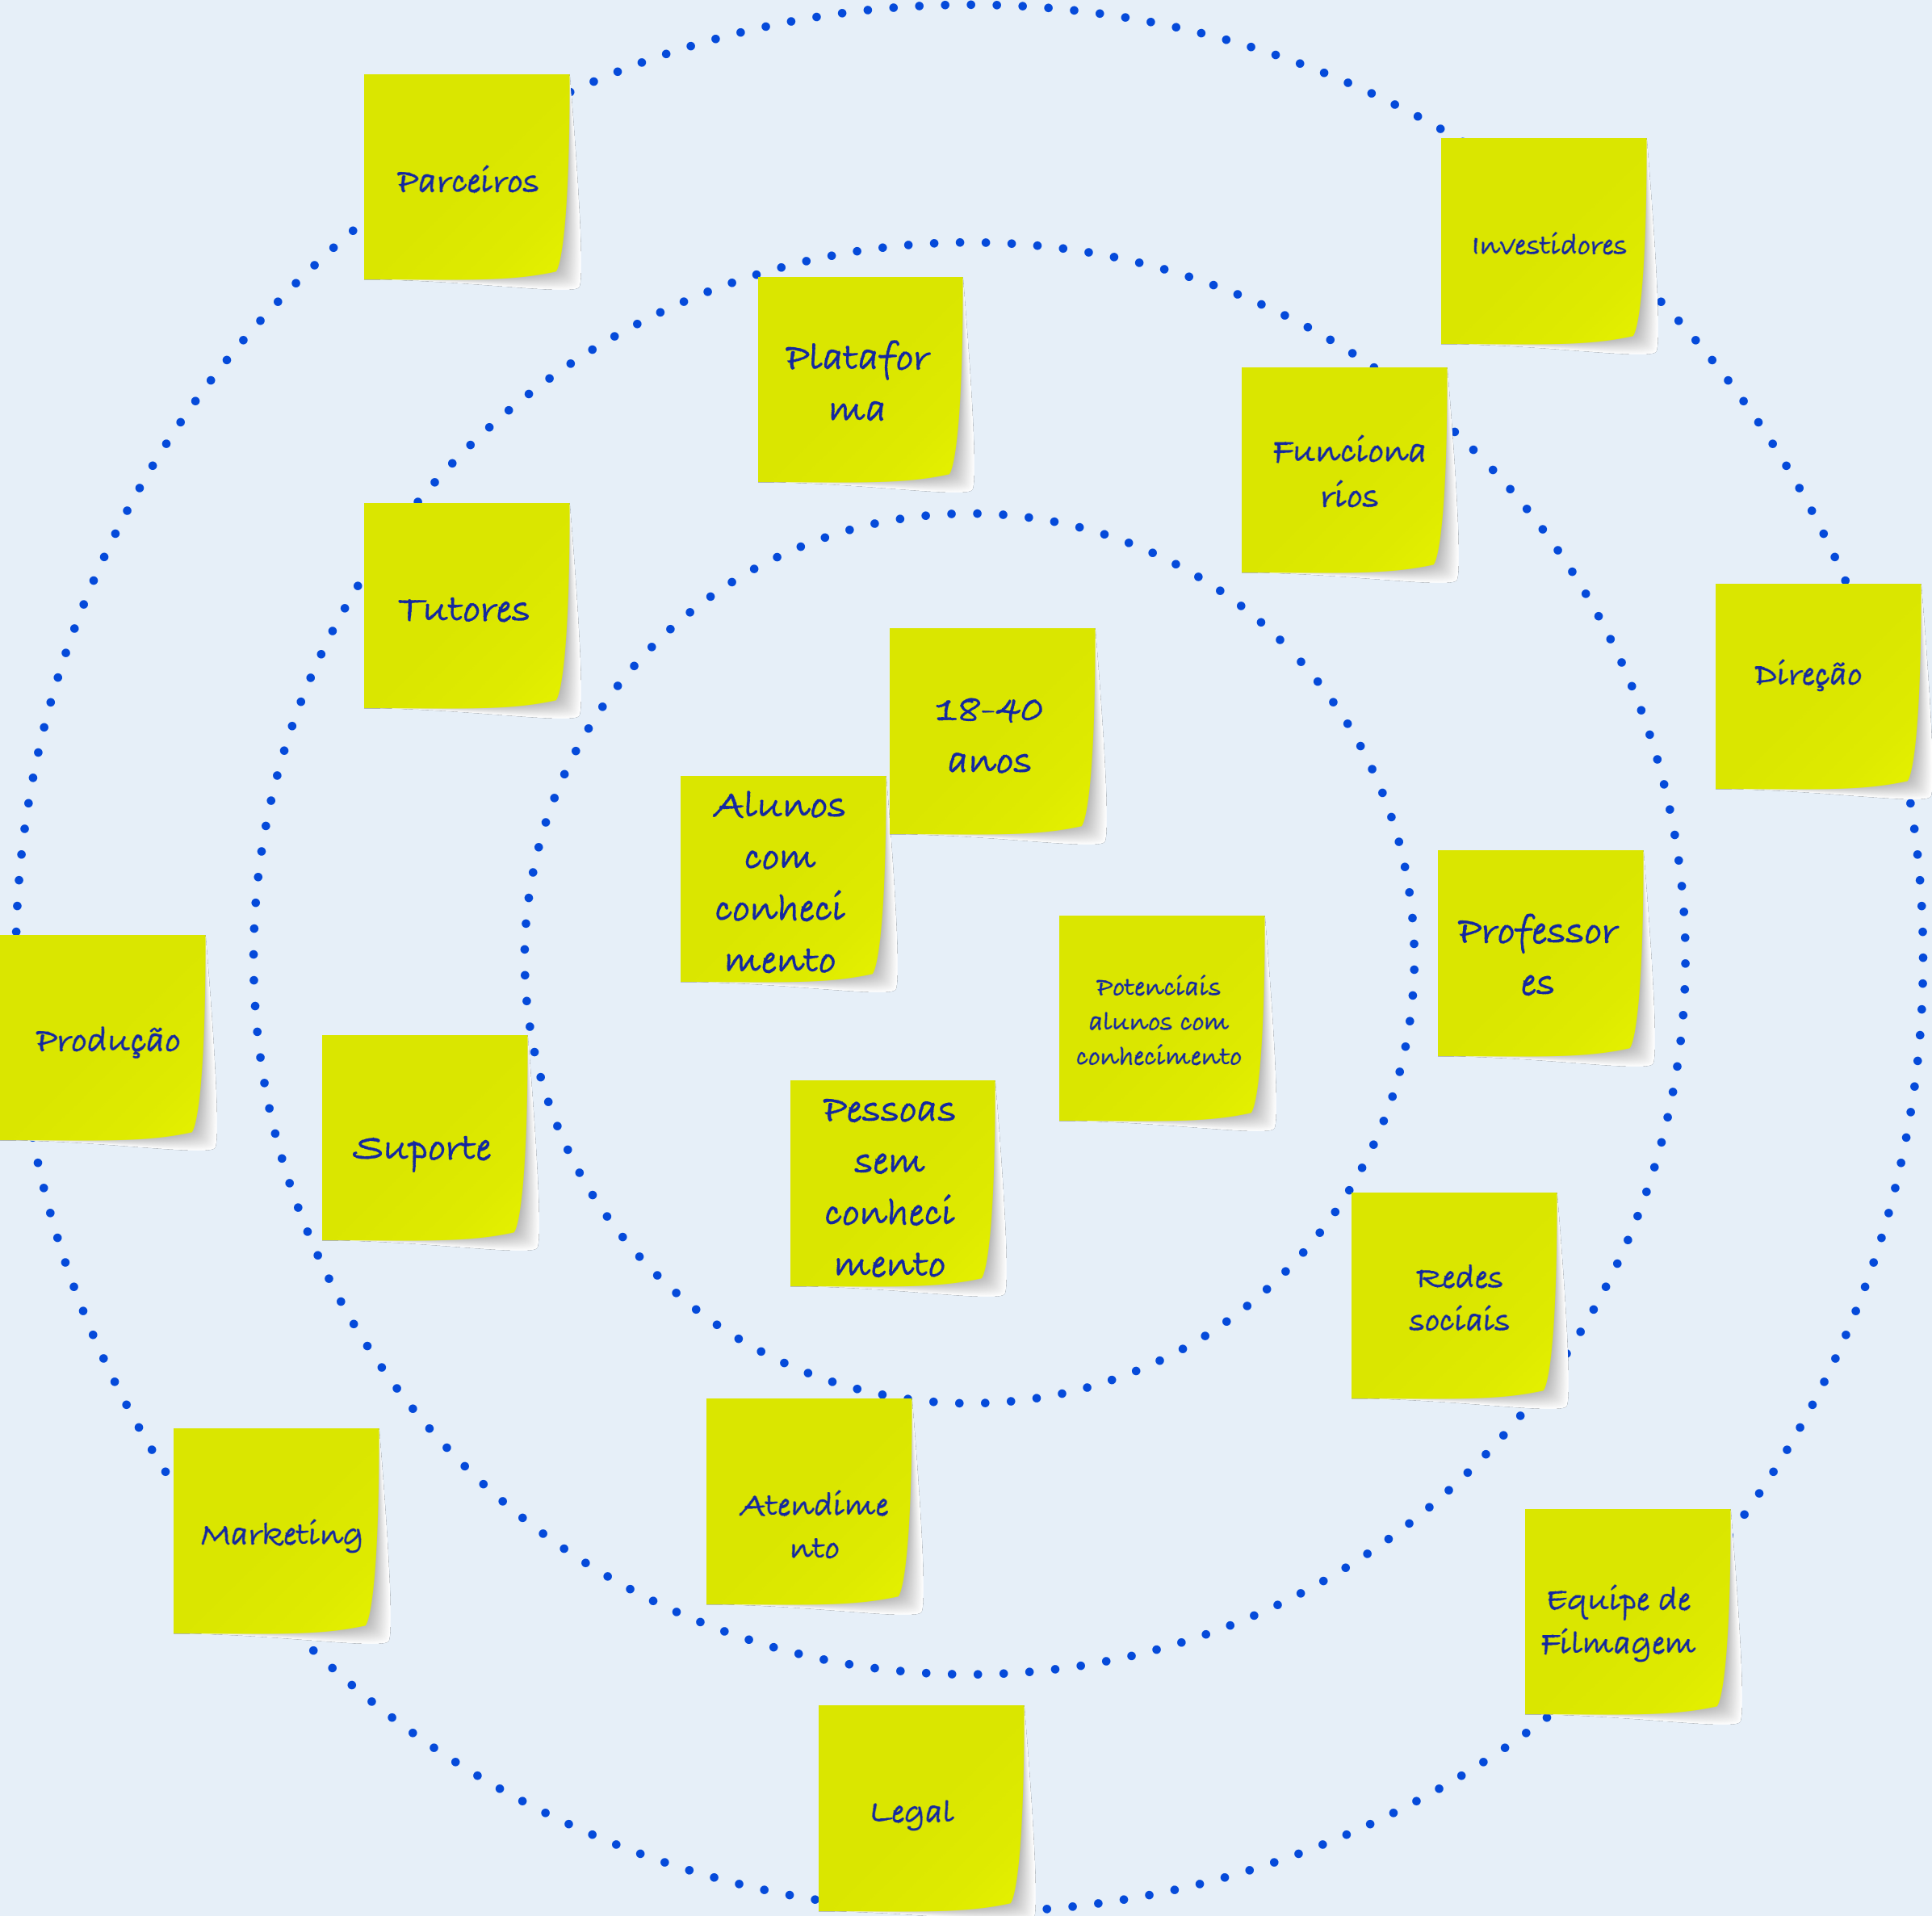 Parceiros
Investidores
Platafor
ma
Funciona
rios
Tutores
Direção
18-40
anos
Alunos
com
conheci
mento
Professor
es
Potenciais
alunos com
conhecimento
Produção
Suporte
Pessoas
sem
conheci
mento
Redes
sociais
Marketing
Atendime
nto
Equipe de
Filmagem
Legal